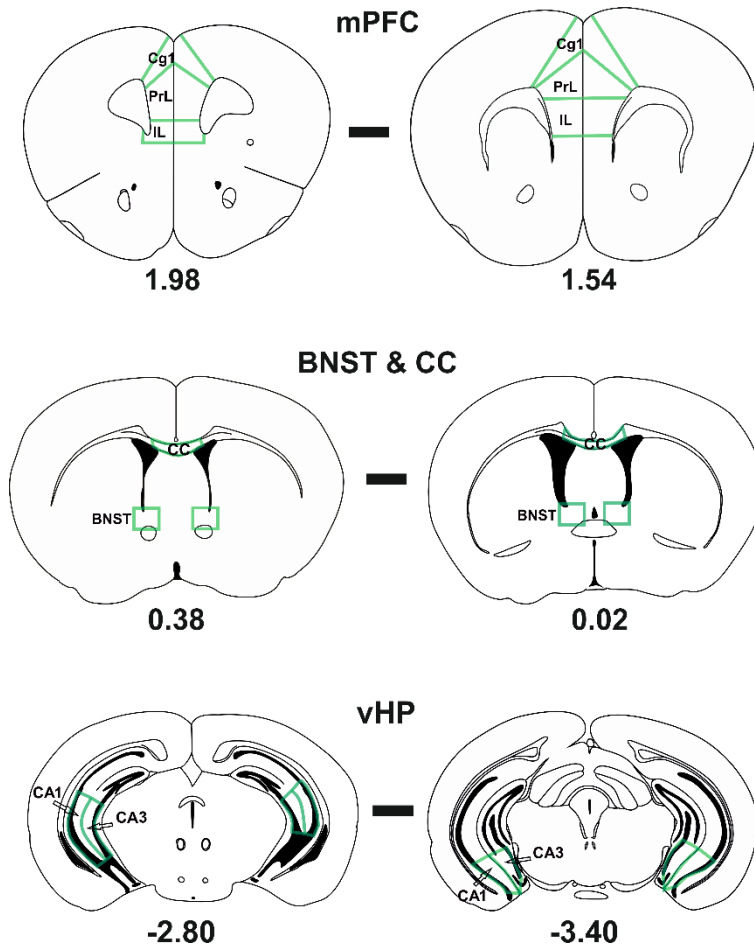 mPFC
Cg1
PrL
IL
Cg1
PrL
IL
1.98
1.54
BNST & CC
CC
BNST
CC
BNST
0.38
0.02
vHP
CA1
CA3
CA3
CA1
-2.80
-3.40